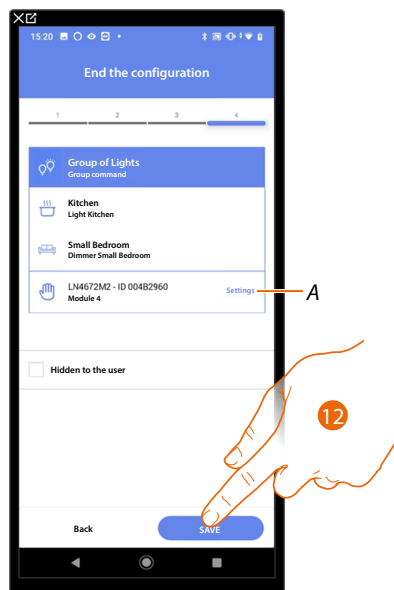 15:20
End the configuration
1 2 3 4
Group of Lights
Group command
Kitchen
Light Kitchen
Small Bedroom
Dimmer Small Bedroom
LN4672M2 - ID 004B2960
Module 4
Settings
A
Hidden to the user
12
Back
SAVE